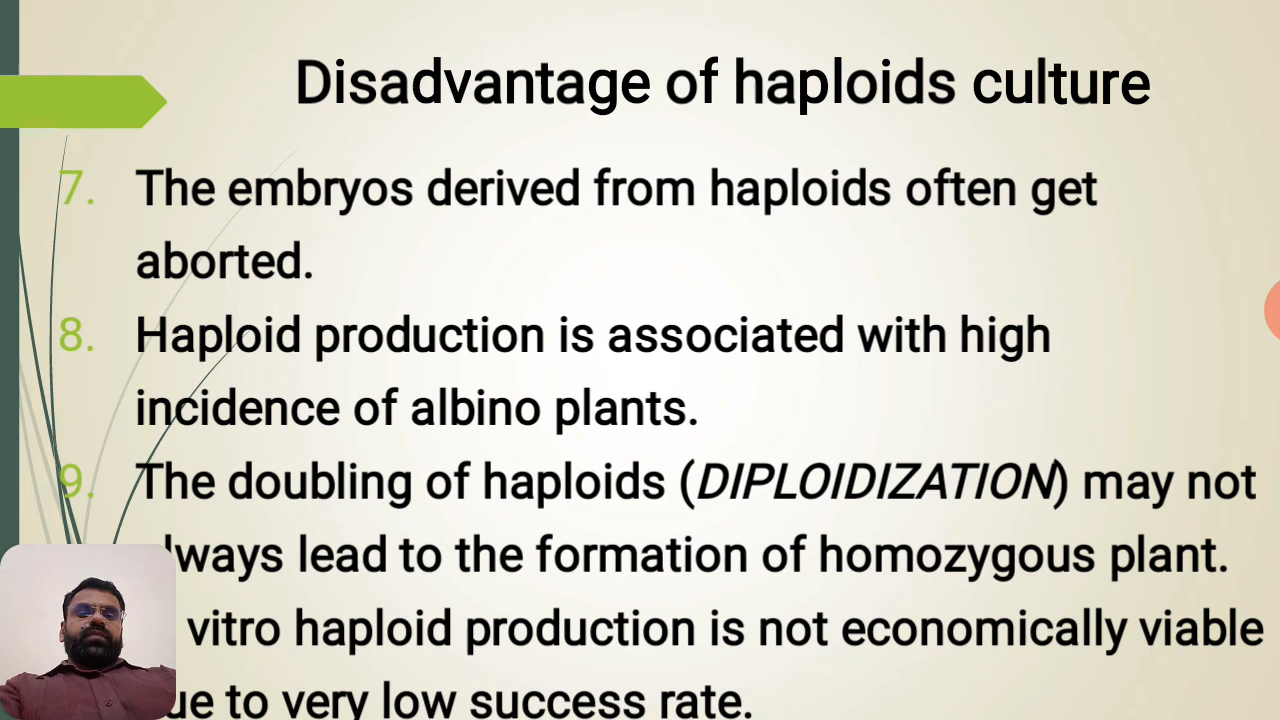 Disadvantage of haploids culture
7. The embryos derived from haploids often get
aborted.
8. Haploid production is associated with high
incidence of albino plants.
9. The doubling of haploids (DIPLOIDIZATION) may not
lways lead to the formation of homozygous plant.
vitro haploid production is not economically viable
ue to very low success rate.